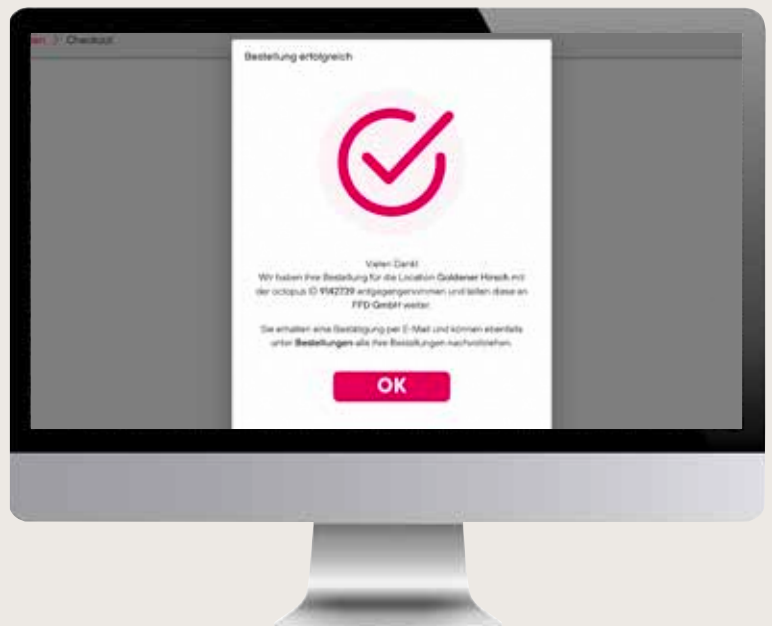 en > Checkout
Bestellung erfolgreich
Vielen Dank!
Wir haben Ihre Bestellung für die Location Goldener Hirsch mit
der octopus ID 9142739 entgegengenommen und leiten diese an
FFD GmbH weiter.
Sie erhalten eine Bestätigung per E-Mail und können ebenfalls
unter Bestellungen alle Ihre Bestellungen nachvollziehen.
OK